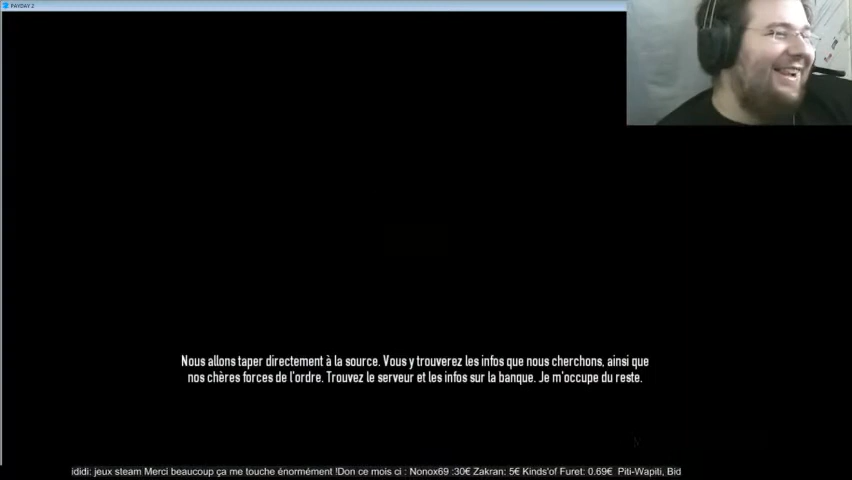 PAYDAY 2
Nous allons taper directement à la source. Vous y trouverez les infos que nous cherchons, ainsi que
nos chères forces de l'ordre. Trouvez le serveur et les infos sur la banque. Je m'occupe du reste.
ididi: jeux steam Merci beaucoup ça me touche énormément !Don ce mois ci : Nonox69 :30€ Zakran: 5€ Kinds'of Furet: 0.69€ Piti-Wapiti, Bid